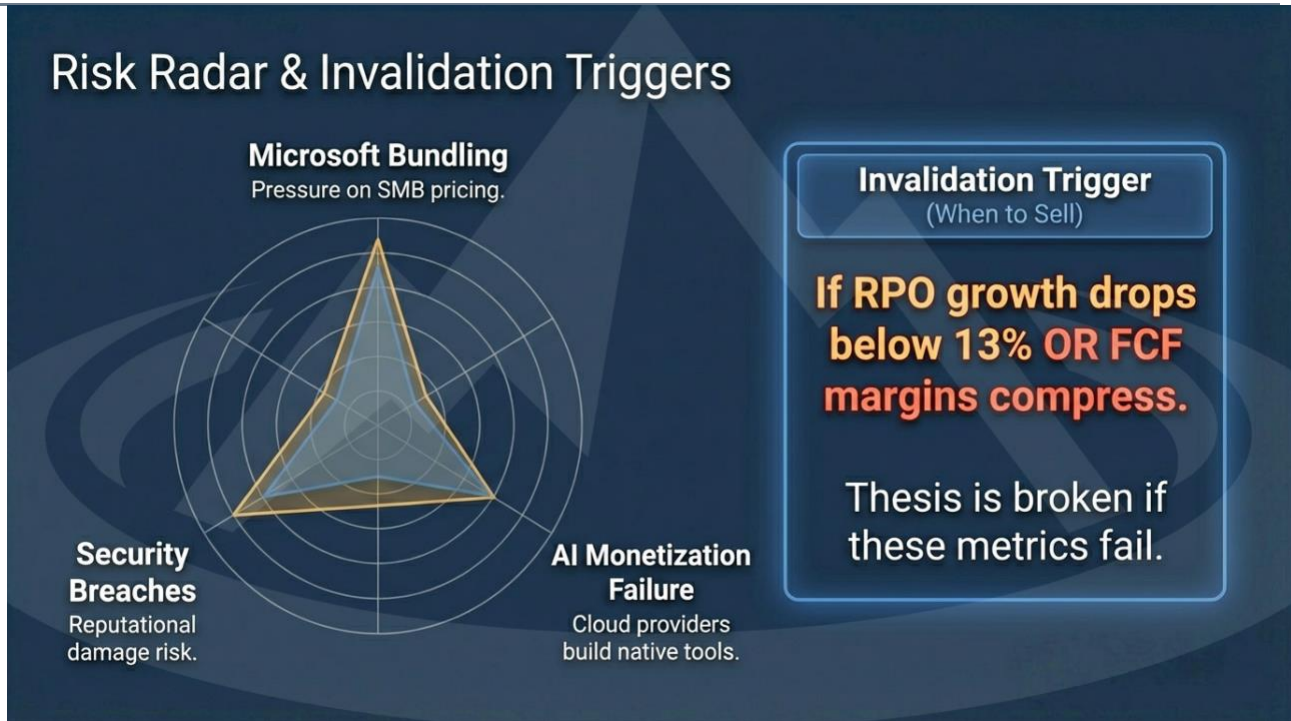 Risk Radar & Invalidation Triggers
Microsoft Bundling
Pressure on SMB pricing.
Security
Breaches
Reputational
damage risk.
AI Monetization
Failure
Cloud providers
build native tools.
Invalidation Trigger
(When to Sell)
If RPO growth drops
below 13% OR FCF
margins compress.
Thesis is broken if
these metrics fail.